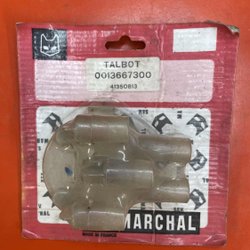 TALBOT
0013667300
41360813
MARCHAL
MADE IN FRANCE